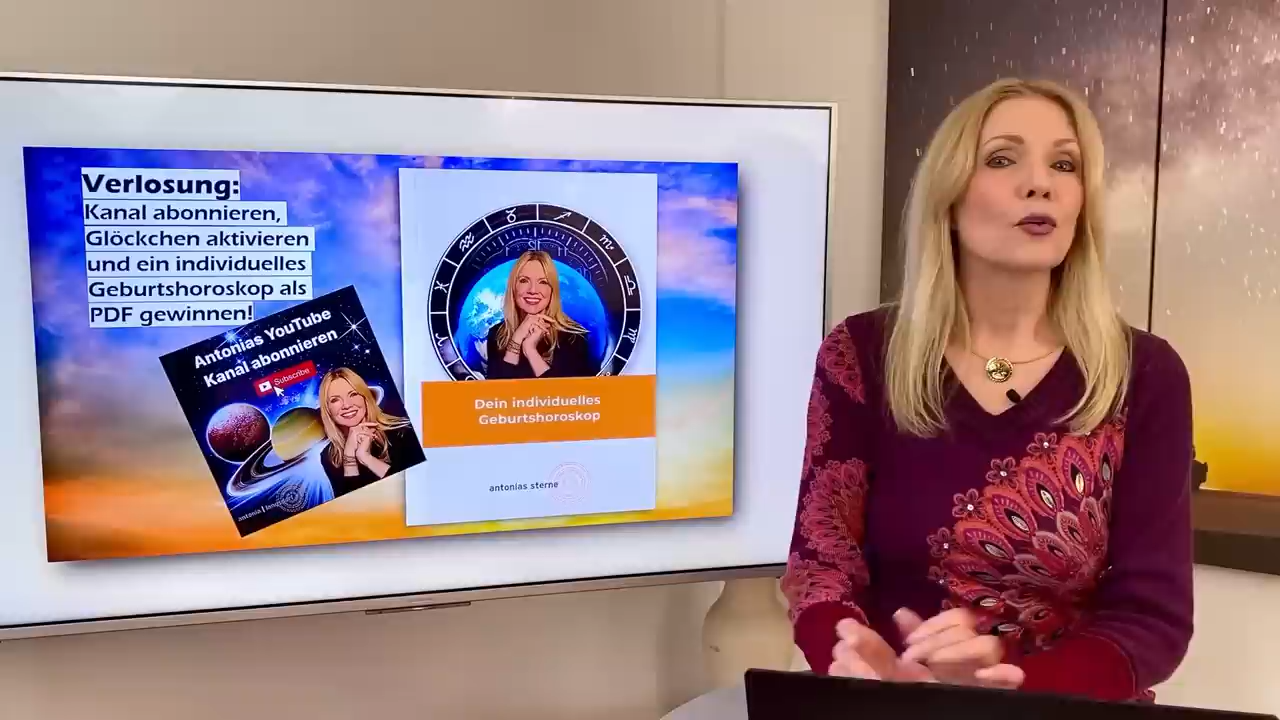 Verlosung:
Kanal abonnieren,
Glöckchen aktivieren
und ein individuelles
Geburtshoroskop als
PDF gewinnen!
Antonias YouTube
Kanal abonnieren
Subscribe
Dein individuelles
Geburtshoroskop
antonias sterne